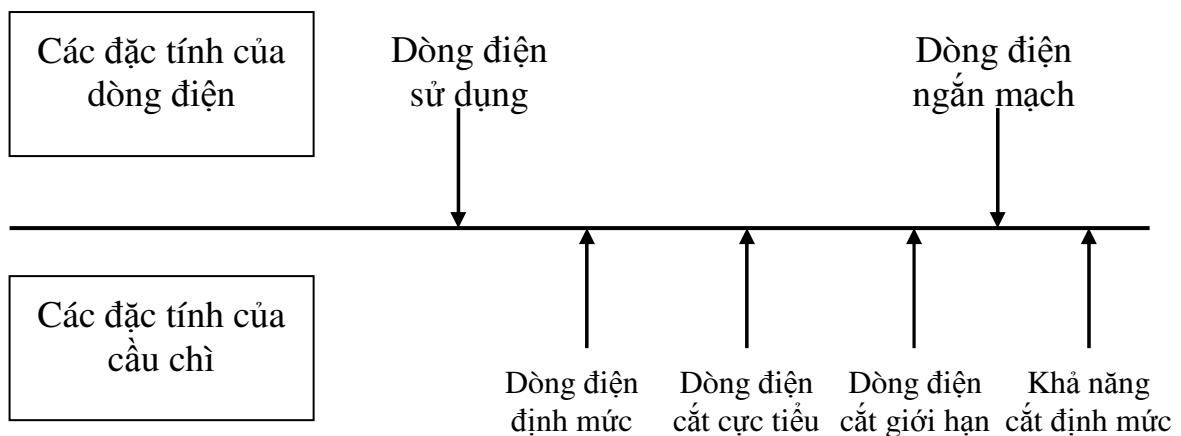 Các đặc tính của
dòng điện
Dòng điện
sử dụng
Dòng điện
ngắn mạch
Các đặc tính của
cầu chì
Dòng điện
định mức
Dòng điện
cắt cực tiểu
Dòng điện
cắt giới hạn
Khả năng
cắt định mức